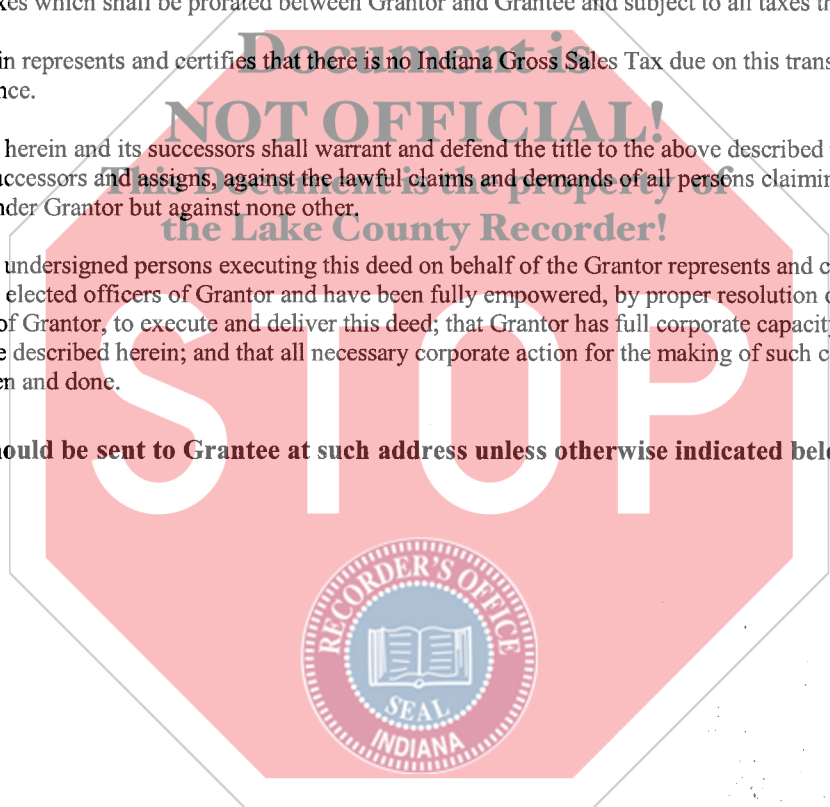 xes which shall be prorated between Grantor and Grantee and subject to all taxes th
Document is
in represents and certifies that there is no Indiana Gross Sales Tax due on this trans
nce.
NOT OFFICIAL!
herein and its successors shall warrant and defend the title to the above described
This Document is the property of
uccessors and assigns, against the lawful claims and demands of all persons claimin
nder Grantor but against none other.
the Lake County Recorder!
undersigned persons executing this deed on behalf of the Grantor represents and c
elected officers of Grantor and have been fully empowered, by proper resolution o
of Grantor, to execute and deliver this deed; that Grantor has full corporate capacity
e described herein; and that all necessary corporate action for the making of such c
en and done.
STOP
ould be sent to Grantee at such address unless otherwise indicated belo
RECORDER'S OFFICE
SEAL
INDIANA